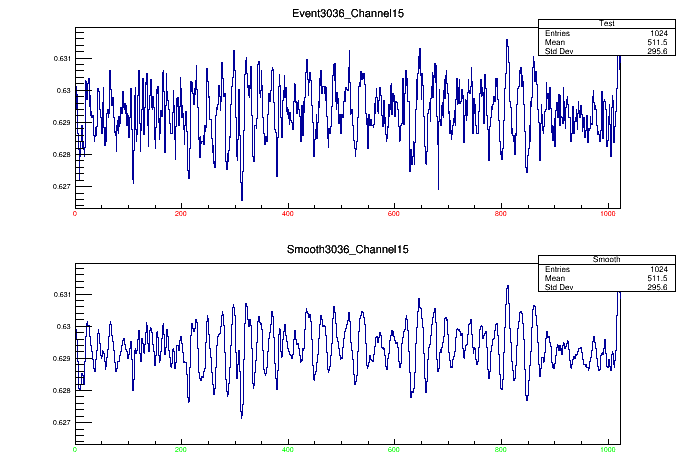 Event3036_Channel15
Test
Entries 1024
Mean 511.5
Std Dev 295.6
0.631
0.63
0.629
0.628
0.627
0 200 400 600 800 1000
Smooth3036_Channel15
Smooth
Entries 1024
Mean 511.5
Std Dev 295.6
0.631
0.63
0.629
0.628
0.627
0 200 400 600 800 1000